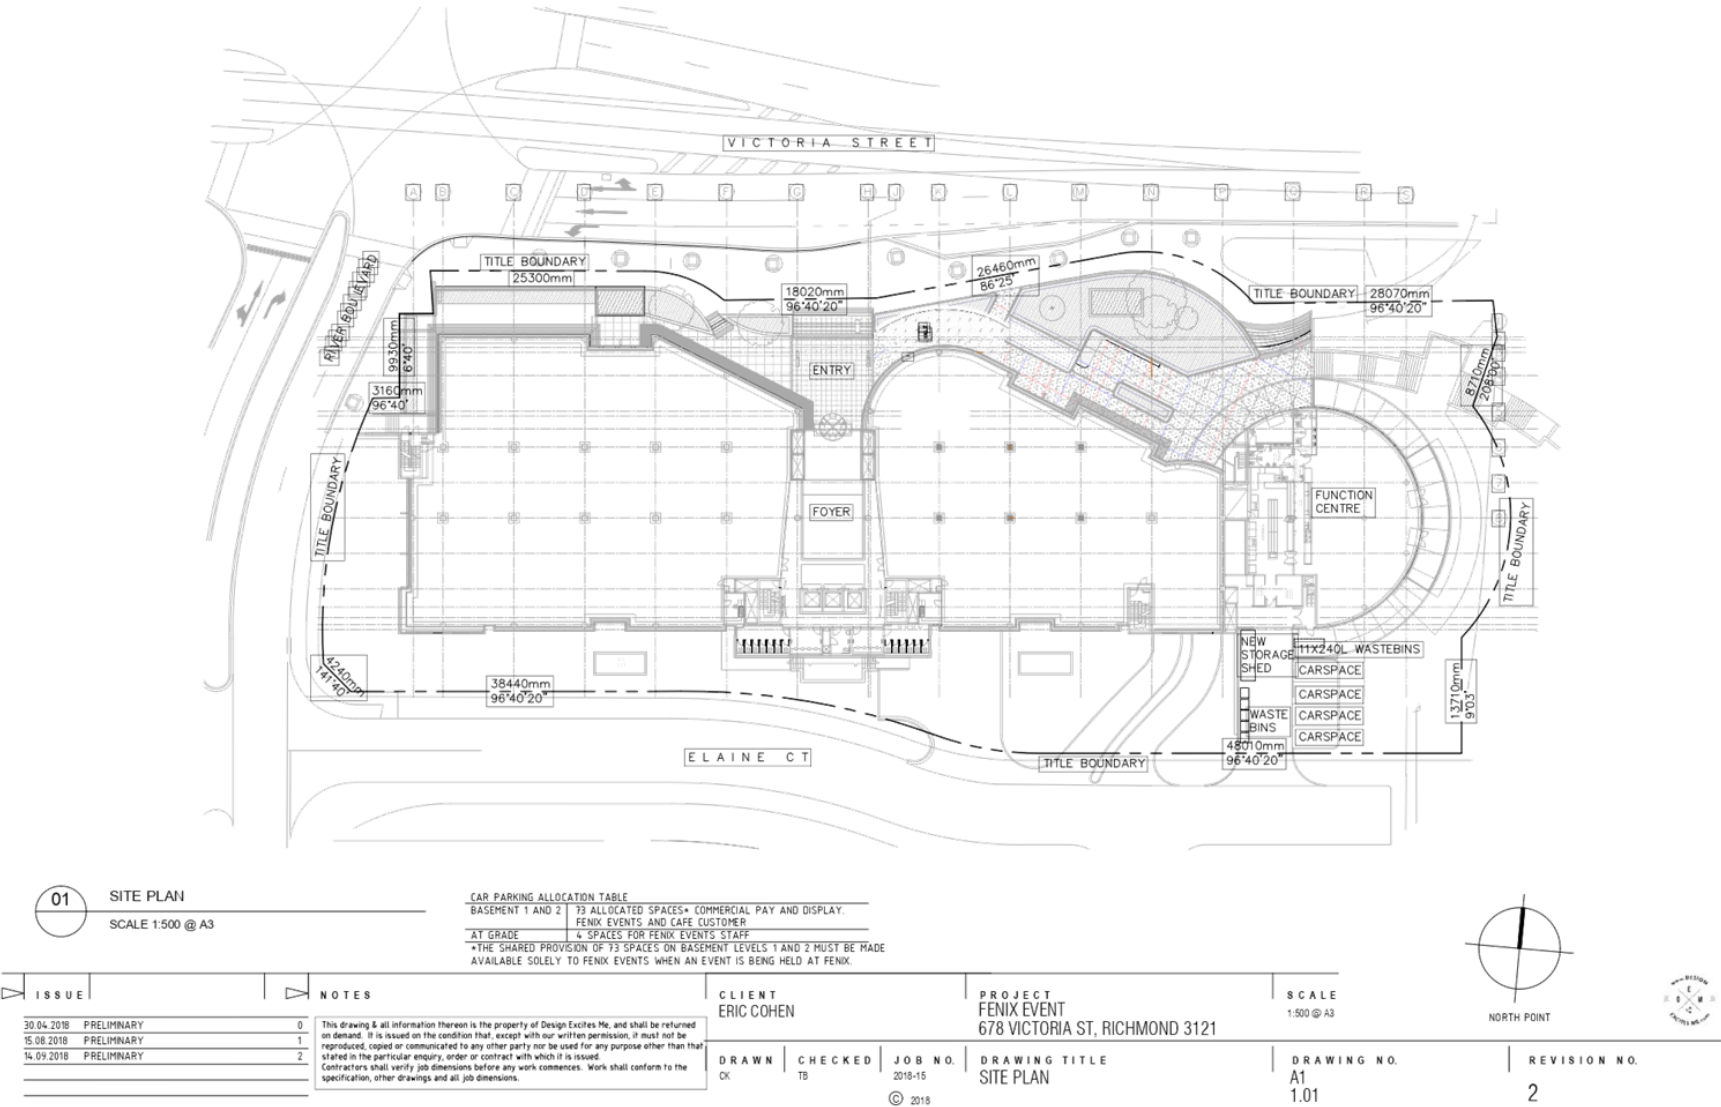 VICTORIA STREET
A B C D E F G H J K L M N P Q R S
RIVER BOULEVARD
TITLE BOUNDARY
25300mm
18020mm
96°40'20"
26460mm
86°25'
TITLE BOUNDARY
28070mm
96°40'20"
9930mm
6°40'
3160mm
96°40'
8710mm
208°00'
ENTRY
TITLE BOUNDARY
FOYER
FUNCTION
CENTRE
TITLE BOUNDARY
NEW
STORAGE
SHED
11X240L WASTEBINS
CARSPACE
CARSPACE
CARSPACE
CARSPACE
WASTE
BINS
4240mm
141°40'
38440mm
96°40'20"
13710mm
9°03'
48010mm
96°40'20"
TITLE BOUNDARY
ELAINE CT
01
SITE PLAN
SCALE 1:500 @ A3
CAR PARKING ALLOCATION TABLE
BASEMENT 1 AND 2 73 ALLOCATED SPACES* COMMERCIAL PAY AND DISPLAY.
FENIX EVENTS AND CAFE CUSTOMER
AT GRADE 4 SPACES FOR FENIX EVENTS STAFF
*THE SHARED PROVISION OF 73 SPACES ON BASEMENT LEVELS 1 AND 2 MUST BE MADE
AVAILABLE SOLELY TO FENIX EVENTS WHEN AN EVENT IS BEING HELD AT FENIX.
NORTH POINT
ISSUE
30.04.2018 PRELIMINARY 0
15.08.2018 PRELIMINARY 1
14.09.2018 PRELIMINARY 2
NOTES
This drawing & all information thereon is the property of Design Excites Me, and shall be returned
on demand. It is issued on the condition that, except with our written permission, it must not be
reproduced, copied or communicated to any other party nor be used for any purpose other than that
stated in the particular enquiry, order or contract with which it is issued.
Contractors shall verify job dimensions before any work commences. Work shall conform to the
specification, other drawings and all job dimensions.
CLIENT
ERIC COHEN
PROJECT
FENIX EVENT
678 VICTORIA ST, RICHMOND 3121
SCALE
1:500 @ A3
DRAWN
CK
CHECKED
TB
JOB NO.
2018-15
© 2018
DRAWING TITLE
SITE PLAN
DRAWING NO.
A1
1.01
REVISION NO.
2